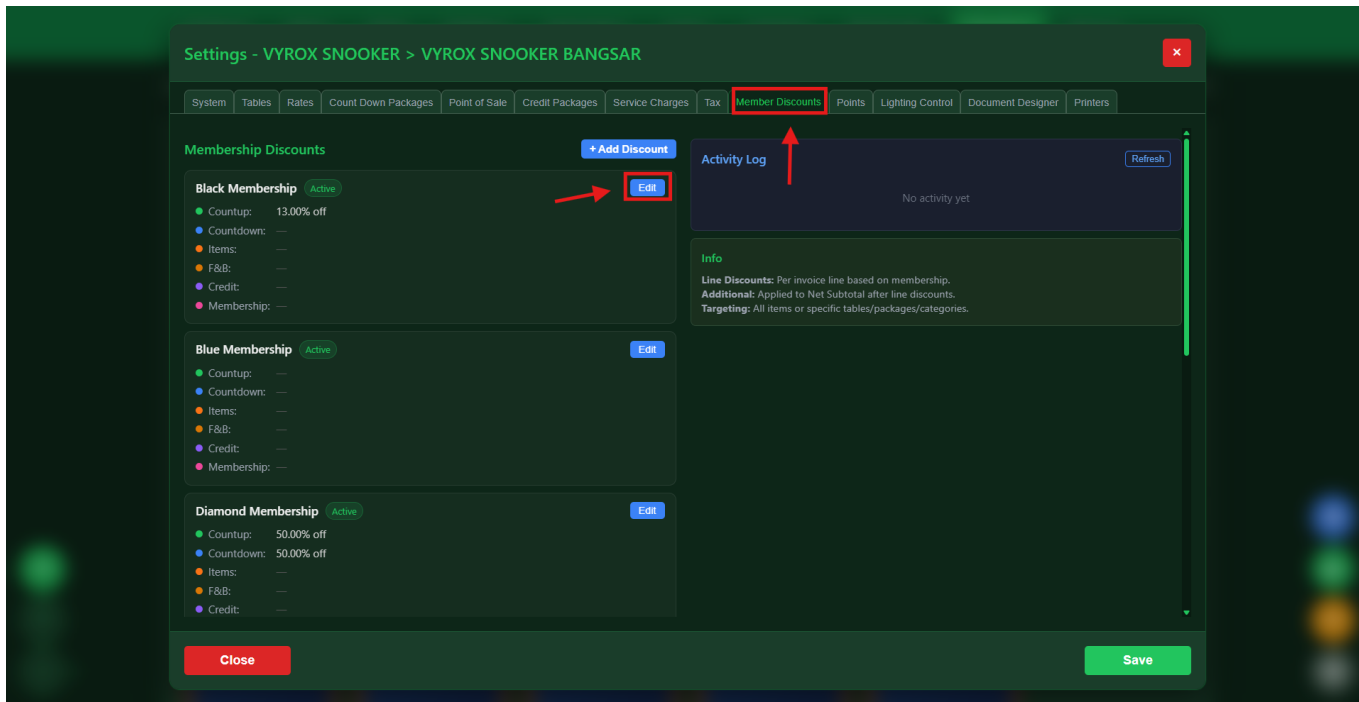 Settings - VYROX SNOOKER > VYROX SNOOKER BANGSAR
×
System Tables Rates Count Down Packages Point of Sale Credit Packages Service Charges Tax Member Discounts Points Lighting Control Document Designer Printers
Membership Discounts
+ Add Discount
Black Membership Active Edit
Countup: 13.00% off
Countdown: —
Items: —
F&B: —
Credit: —
Membership: —
Blue Membership Active Edit
Countup: —
Countdown: —
Items: —
F&B: —
Credit: —
Membership: —
Diamond Membership Active Edit
Countup: 50.00% off
Countdown: 50.00% off
Items: —
F&B: —
Credit: —
Activity Log Refresh
No activity yet
Info
Line Discounts: Per invoice line based on membership.
Additional: Applied to Net Subtotal after line discounts.
Targeting: All items or specific tables/packages/categories.
Close
Save